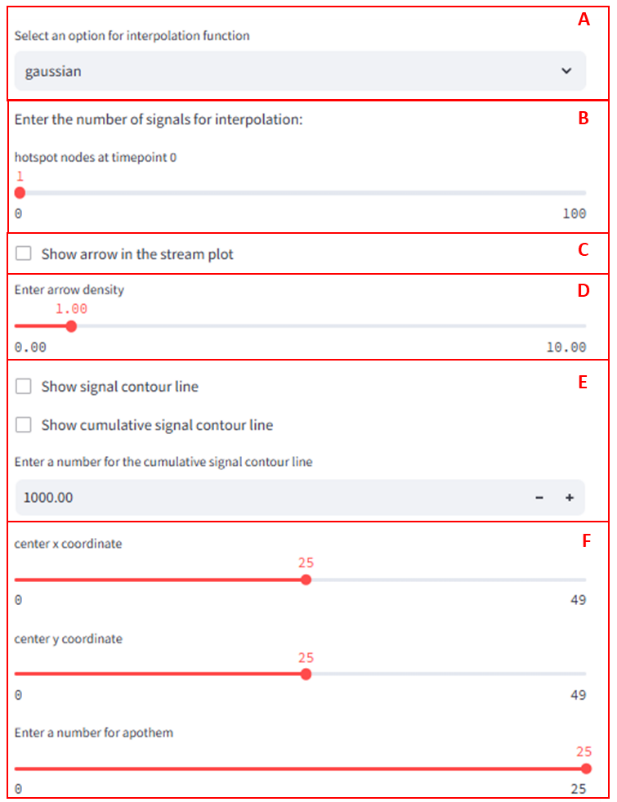 A
Select an option for interpolation function
gaussian
Enter the number of signals for interpolation:
B
hotspot nodes at timepoint 0
1
0 100
Show arrow in the stream plot
C
Enter arrow density
D
1.00
0.00 10.00
Show signal contour line
E
Show cumulative signal contour line
Enter a number for the cumulative signal contour line
1000.00 - +
center x coordinate
F
25
0 49
center y coordinate
25
0 49
Enter a number for apothem
25
0 25